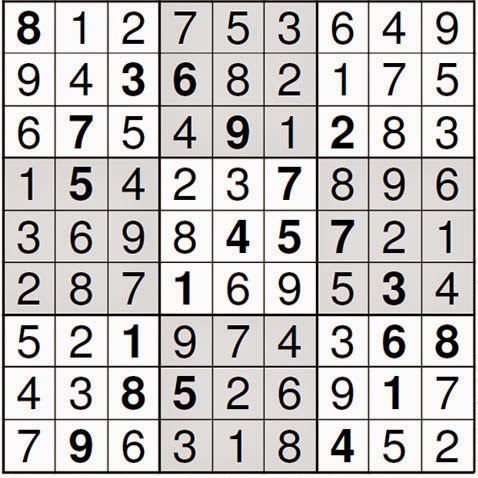 8 1 2 7 5 3 6 4 9
9 4 3 6 8 2 1 7 5
6 7 5 4 9 1 2 8 3
1 5 4 2 3 7 8 9 6
3 6 9 8 4 5 7 2 1
2 8 7 1 6 9 5 3 4
5 2 1 9 7 4 3 6 8
4 3 8 5 2 6 9 1 7
7 9 6 3 1 8 4 5 2